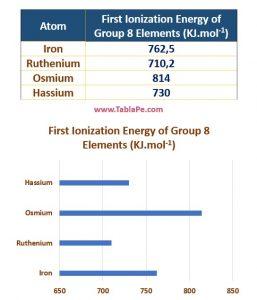 Atom First Ionization Energy of
Group 8 Elements (KJ.mol-1)
Iron 762,5
Ruthenium 710,2
Osmium 814
Hassium 730
www.TablaPe.com
First Ionization Energy of Group 8
Elements (KJ.mol-1)
Hassium
Osmium
Ruthenium
Iron
650 700 750 800 850